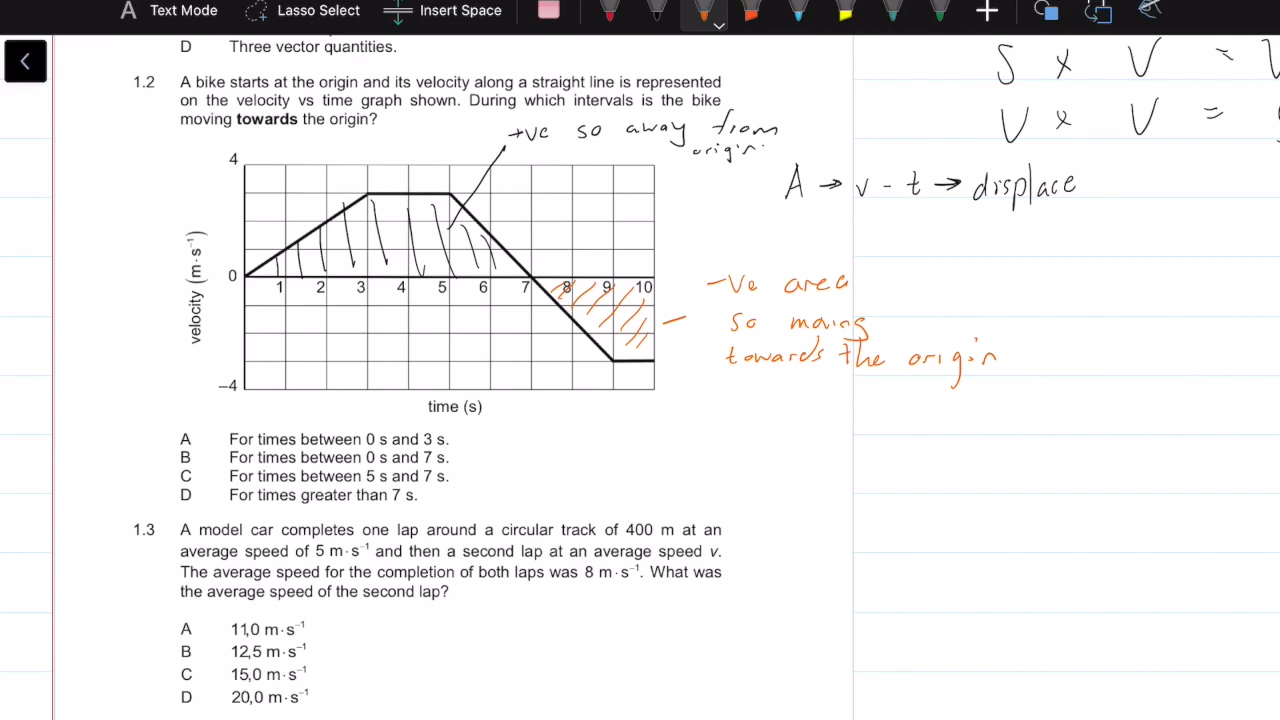 Text Mode
Lasso Select
Insert Space
D Three vector quantities.
S x V =
V x V =
1.2 A bike starts at the origin and its velocity along a straight line is represented
on the velocity vs time graph shown. During which intervals is the bike
moving towards the origin?
+ve so away from
origin.
A → v - t → displace
4
velocity (m·s⁻¹)
0
1 2 3 4 5 6 7 8 9 10
−4
time (s)
-ve area
so moving
towards the origin
A For times between 0 s and 3 s.
B For times between 0 s and 7 s.
C For times between 5 s and 7 s.
D For times greater than 7 s.
1.3 A model car completes one lap around a circular track of 400 m at an
average speed of 5 m·s⁻¹ and then a second lap at an average speed v.
The average speed for the completion of both laps was 8 m·s⁻¹. What was
the average speed of the second lap?
A 11,0 m·s⁻¹
B 12,5 m·s⁻¹
C 15,0 m·s⁻¹
D 20,0 m·s⁻¹